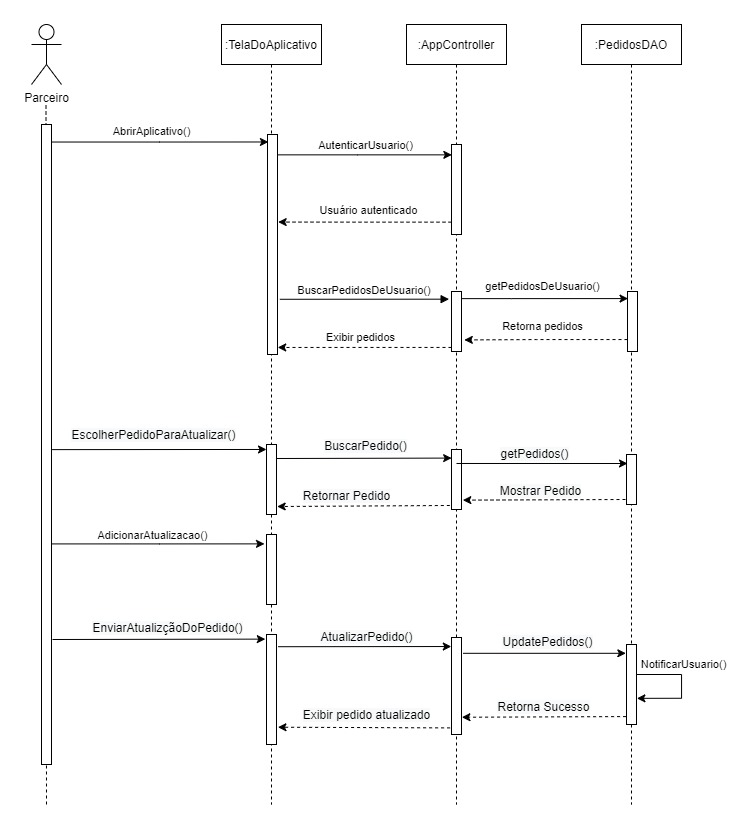 :TelaDoAplicativo
:AppController
:PedidosDAO
Parceiro
AbrirAplicativo()
AutenticarUsuario()
Usuário autenticado
BuscarPedidosDeUsuario()
getPedidosDeUsuario()
Retorna pedidos
Exibir pedidos
EscolherPedidoParaAtualizar()
BuscarPedido()
getPedidos()
Mostrar Pedido
Retornar Pedido
AdicionarAtualizacao()
EnviarAtualizçãoDoPedido()
AtualizarPedido()
UpdatePedidos()
NotificarUsuario()
Retorna Sucesso
Exibir pedido atualizado